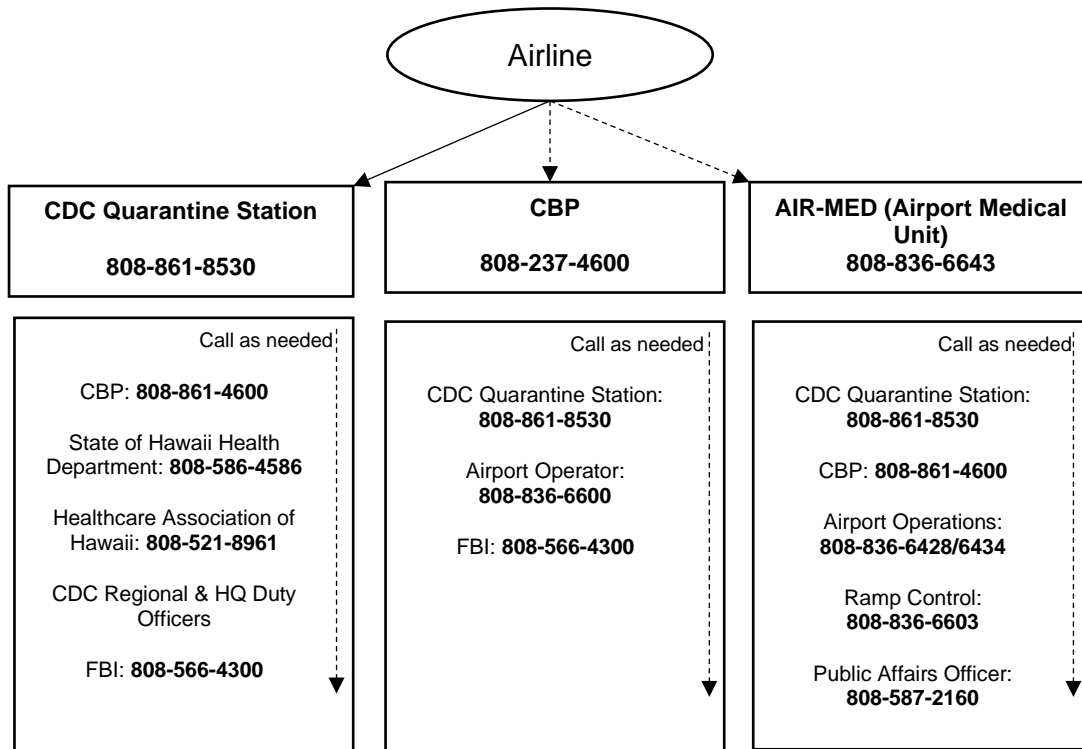 Airline
CDC Quarantine Station
808-861-8530
CBP
808-237-4600
AIR-MED (Airport Medical
Unit)
808-836-6643
Call as needed
CBP: 808-861-4600
State of Hawaii Health
Department: 808-586-4586
Healthcare Association of
Hawaii: 808-521-8961
CDC Regional & HQ Duty
Officers
FBI: 808-566-4300
Call as needed
CDC Quarantine Station:
808-861-8530
Airport Operator:
808-836-6600
FBI: 808-566-4300
Call as needed
CDC Quarantine Station:
808-861-8530
CBP: 808-861-4600
Airport Operations:
808-836-6428/6434
Ramp Control:
808-836-6603
Public Affairs Officer:
808-587-2160